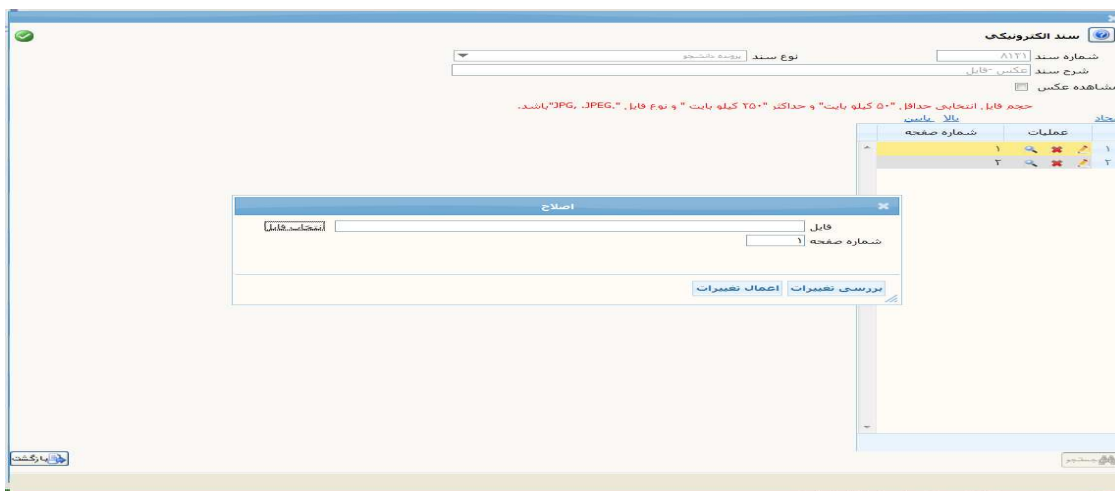 سند الکترونیکی
شماره سند ۸۱۲۱ نوع سند پرونده دانشجو
شرح سند عکس -فایل
مشاهده عکس
حجم فایل انتخابی حداقل "۵۰ کیلو بایت" و حداکثر "۲۵۰ کیلو بایت " و نوع فایل ".JPG, .JPEG"باشد.
بالا پایین
عملیات شماره صفحه
۱ ۱
۲ ۲
اصلاح
فایل انتخاب فایل
شماره صفحه ۱
بررسی تغییرات اعمال تغییرات
جستجو بازگشت